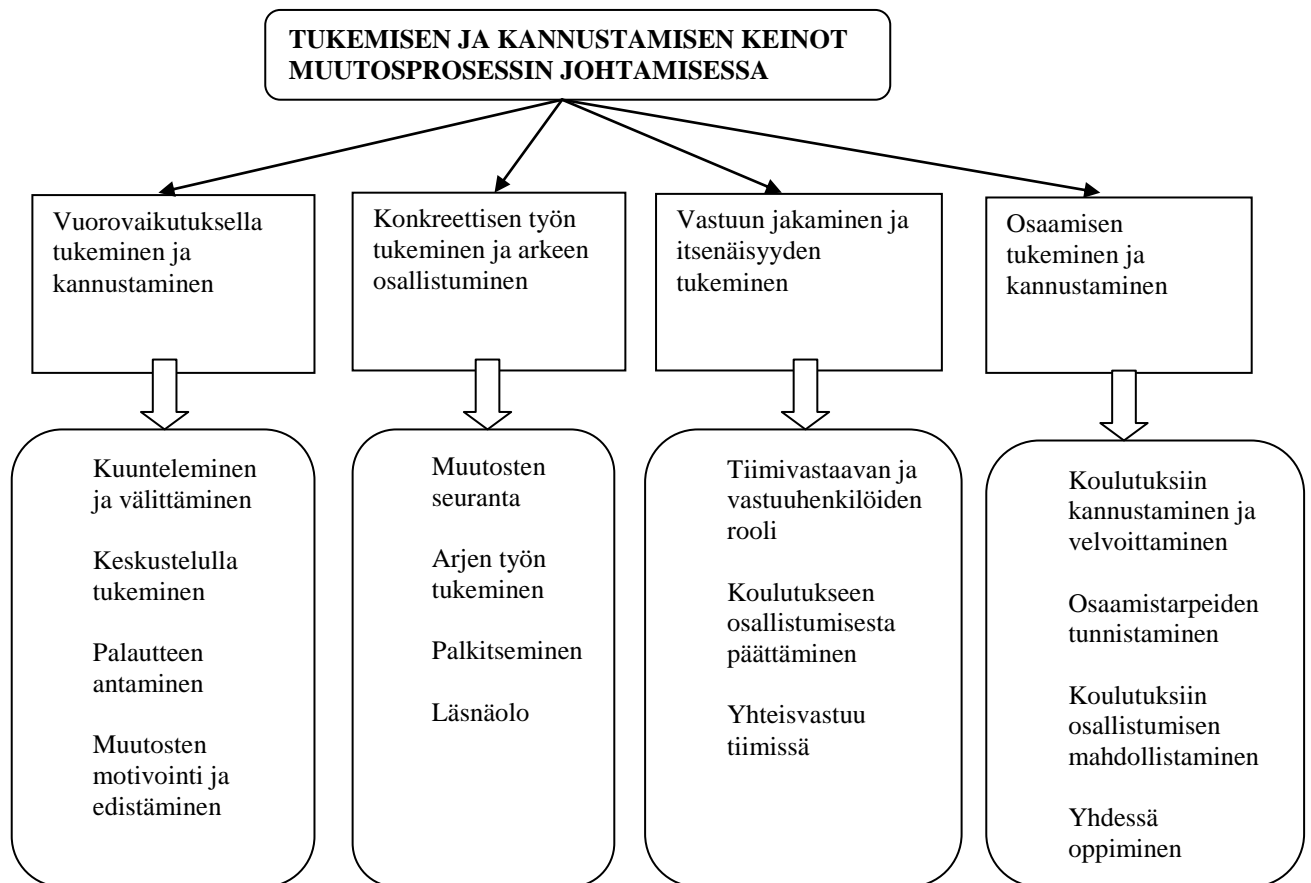 TUKEMISEN JA KANNUSTAMISEN KEINOT
MUUTOSPROSESSIN JOHTAMISESSA
Vuorovaikutuksella
tukeminen ja
kannustaminen
Konkreettisen työn
tukeminen ja arkeen
osallistuminen
Vastuun jakaminen ja
itsenäisyyden
tukeminen
Osaamisen
tukeminen ja
kannustaminen
Kuunteleminen
ja välittäminen
Keskustelulla
tukeminen
Palautteen
antaminen
Muutosten
motivointi ja
edistäminen
Muutosten
seuranta
Arjen työn
tukeminen
Palkitseminen
Läsnäolo
Tiimivastaavan ja
vastuuhenkilöiden
rooli
Koulutukseen
osallistumisesta
päättäminen
Yhteisvastuu
tiimissä
Koulutuksiin
kannustaminen ja
velvoittaminen
Osaamistarpeiden
tunnistaminen
Koulutuksiin
osallistumisen
mahdollistaminen
Yhdessä
oppiminen